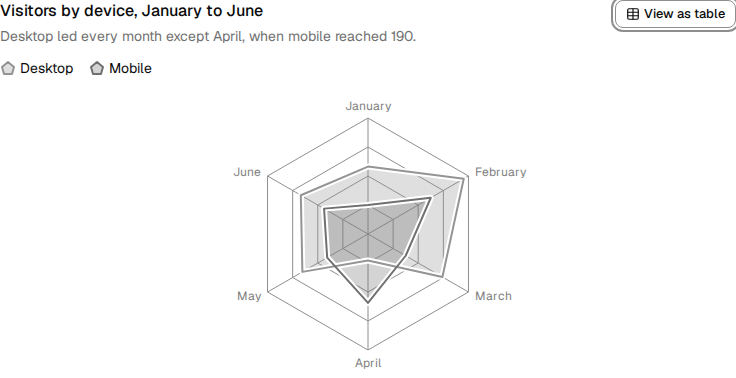 Visitors by device, January to June
View as table
Desktop led every month except April, when mobile reached 190.
Desktop
Mobile
January
June
February
May
March
April